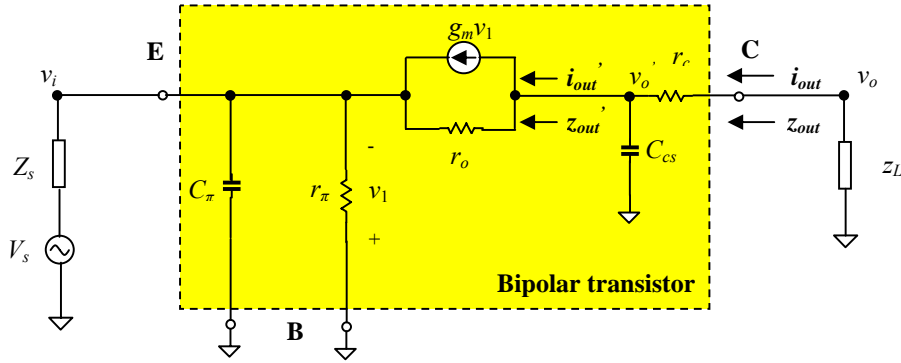 g_m v_1
E
C
v_i
i_out'
v_o'
r_c
i_out
v_o
z_out'
z_out
Z_s
C_π
r_π
-
v_1
+
r_o
C_cs
z_L
V_s
Bipolar transistor
B